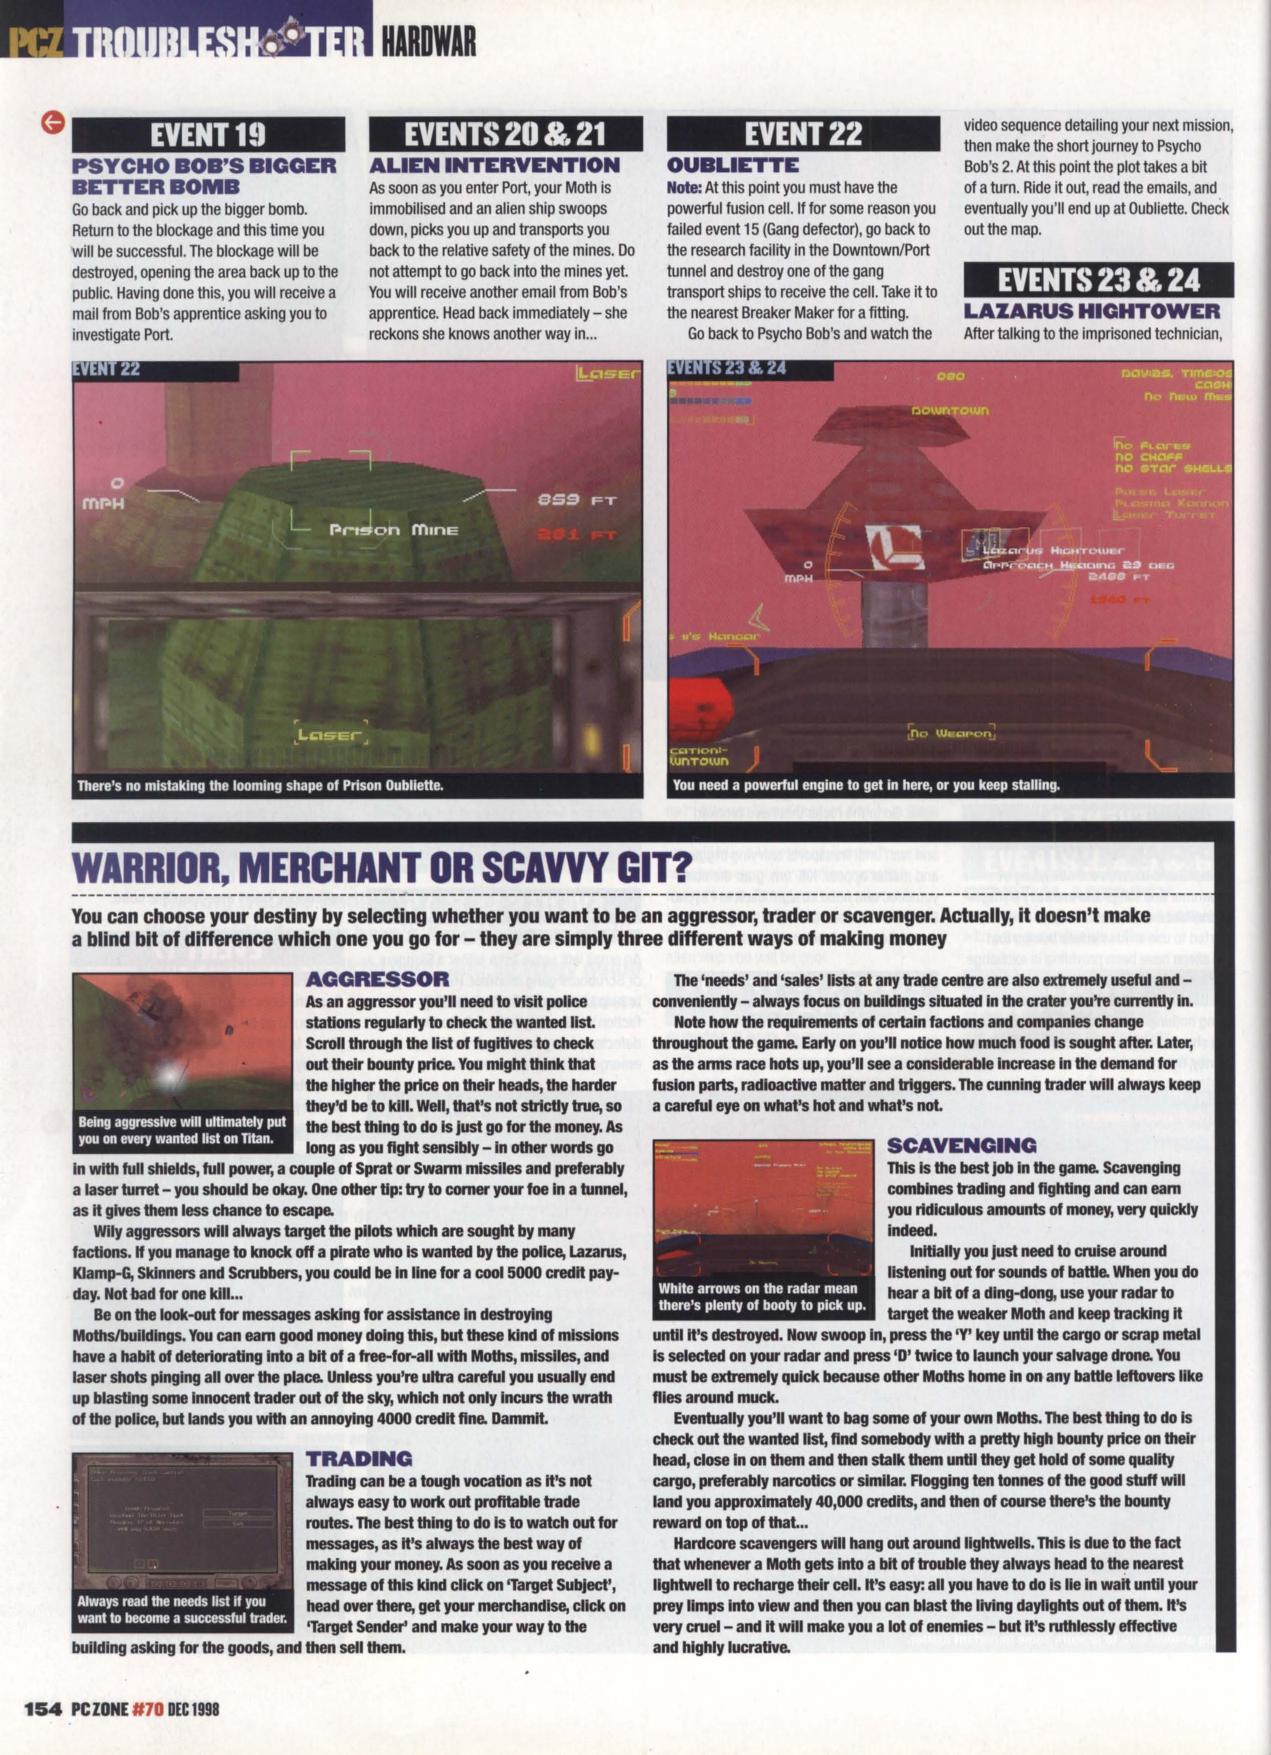 PCZ TROUBLESHOOTER HARDWAR
EVENT 19
PSYCHO BOB'S BIGGER
BETTER BOMB
Go back and pick up the bigger bomb.
Return to the blockage and this time you
will be successful. The blockage will be
destroyed, opening the area back up to the
public. Having done this, you will receive a
mail from Bob's apprentice asking you to
investigate Port.
EVENTS 20 & 21
ALIEN INTERVENTION
As soon as you enter Port, your Moth is
immobilised and an alien ship swoops
down, picks you up and transports you
back to the relative safety of the mines. Do
not attempt to go back into the mines yet.
You will receive another email from Bob's
apprentice. Head back immediately – she
reckons she knows another way in...
EVENT 22
OUBLIETTE
Note: At this point you must have the
powerful fusion cell. If for some reason you
failed event 15 (Gang defector), go back to
the research facility in the Downtown/Port
tunnel and destroy one of the gang
transport ships to receive the cell. Take it to
the nearest Breaker Maker for a fitting.
Go back to Psycho Bob's and watch the
video sequence detailing your next mission,
then make the short journey to Psycho
Bob's 2. At this point the plot takes a bit
of a turn. Ride it out, read the emails, and
eventually you'll end up at Oubliette. Check
out the map.
EVENTS 23 & 24
LAZARUS HIGHTOWER
After talking to the imprisoned technician,
EVENT 22
Laser
0
MPH
859 FT
281 FT
Prison Mine
Laser
There's no mistaking the looming shape of Prison Oubliette.
EVENTS 23 & 24
080
DAY:25, TIME:05
CASH
No New Mes
DOWNTOWN
No Flares
No Chaff
No Star Shells
Pulse Laser
Plasma Kannon
Laser Turret
Lazarus Hightower
Approach Heading 29 DEG
0
MPH
2488 FT
1340 FT
s II's Hangar
No Weapon
CATION:-
WNTOWN
You need a powerful engine to get in here, or you keep stalling.
WARRIOR, MERCHANT OR SCAVVY GIT?
You can choose your destiny by selecting whether you want to be an aggressor, trader or scavenger. Actually, it doesn't make
a blind bit of difference which one you go for – they are simply three different ways of making money
Being aggressive will ultimately put
you on every wanted list on Titan.
AGGRESSOR
As an aggressor you'll need to visit police
stations regularly to check the wanted list.
Scroll through the list of fugitives to check
out their bounty price. You might think that
the higher the price on their heads, the harder
they'd be to kill. Well, that's not strictly true, so
the best thing to do is just go for the money. As
long as you fight sensibly – in other words go
in with full shields, full power, a couple of Sprat or Swarm missiles and preferably
a laser turret – you should be okay. One other tip: try to corner your foe in a tunnel,
as it gives them less chance to escape.
Wily aggressors will always target the pilots which are sought by many
factions. If you manage to knock off a pirate who is wanted by the police, Lazarus,
Klamp-G, Skinners and Scrubbers, you could be in line for a cool 5000 credit pay-
day. Not bad for one kill...
Be on the look-out for messages asking for assistance in destroying
Moths/buildings. You can earn good money doing this, but these kind of missions
have a habit of deteriorating into a bit of a free-for-all with Moths, missiles, and
laser shots pinging all over the place. Unless you're ultra careful you usually end
up blasting some innocent trader out of the sky, which not only incurs the wrath
of the police, but lands you with an annoying 4000 credit fine. Dammit.
Always read the needs list if you
want to become a successful trader.
TRADING
Trading can be a tough vocation as it's not
always easy to work out profitable trade
routes. The best thing to do is to watch out for
messages, as it's always the best way of
making your money. As soon as you receive a
message of this kind click on 'Target Subject',
head over there, get your merchandise, click on
'Target Sender' and make your way to the
building asking for the goods, and then sell them.
The 'needs' and 'sales' lists at any trade centre are also extremely useful and –
conveniently – always focus on buildings situated in the crater you're currently in.
Note how the requirements of certain factions and companies change
throughout the game. Early on you'll notice how much food is sought after. Later,
as the arms race hots up, you'll see a considerable increase in the demand for
fusion parts, radioactive matter and triggers. The cunning trader will always keep
a careful eye on what's hot and what's not.
White arrows on the radar mean
there's plenty of booty to pick up.
SCAVENGING
This is the best job in the game. Scavenging
combines trading and fighting and can earn
you ridiculous amounts of money, very quickly
indeed.
Initially you just need to cruise around
listening out for sounds of battle. When you do
hear a bit of a ding-dong, use your radar to
target the weaker Moth and keep tracking it
until it's destroyed. Now swoop in, press the 'Y' key until the cargo or scrap metal
is selected on your radar and press 'D' twice to launch your salvage drone. You
must be extremely quick because other Moths home in on any battle leftovers like
flies around muck.
Eventually you'll want to bag some of your own Moths. The best thing to do is
check out the wanted list, find somebody with a pretty high bounty price on their
head, close in on them and then stalk them until they get hold of some quality
cargo, preferably narcotics or similar. Flogging ten tonnes of the good stuff will
land you approximately 40,000 credits, and then of course there's the bounty
reward on top of that...
Hardcore scavengers will hang out around lightwells. This is due to the fact
that whenever a Moth gets into a bit of trouble they always head to the nearest
lightwell to recharge their cell. It's easy: all you have to do is lie in wait until your
prey limps into view and then you can blast the living daylights out of them. It's
very cruel – and it will make you a lot of enemies – but it's ruthlessly effective
and highly lucrative.
154 PC ZONE #70 DEC 1998